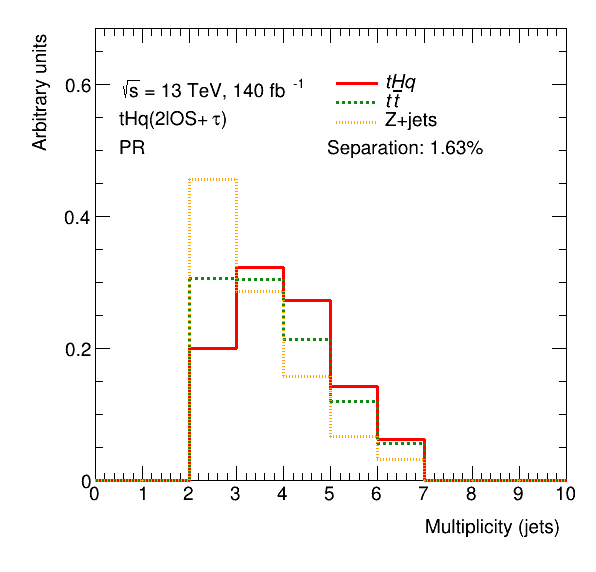 Arbitrary units
√s = 13 TeV, 140 fb⁻¹
tHq(2lOS+ τ)
PR
tHq
tt̅
Z+jets
Separation: 1.63%
0.6
0.4
0.2
0
0 1 2 3 4 5 6 7 8 9 10
Multiplicity (jets)